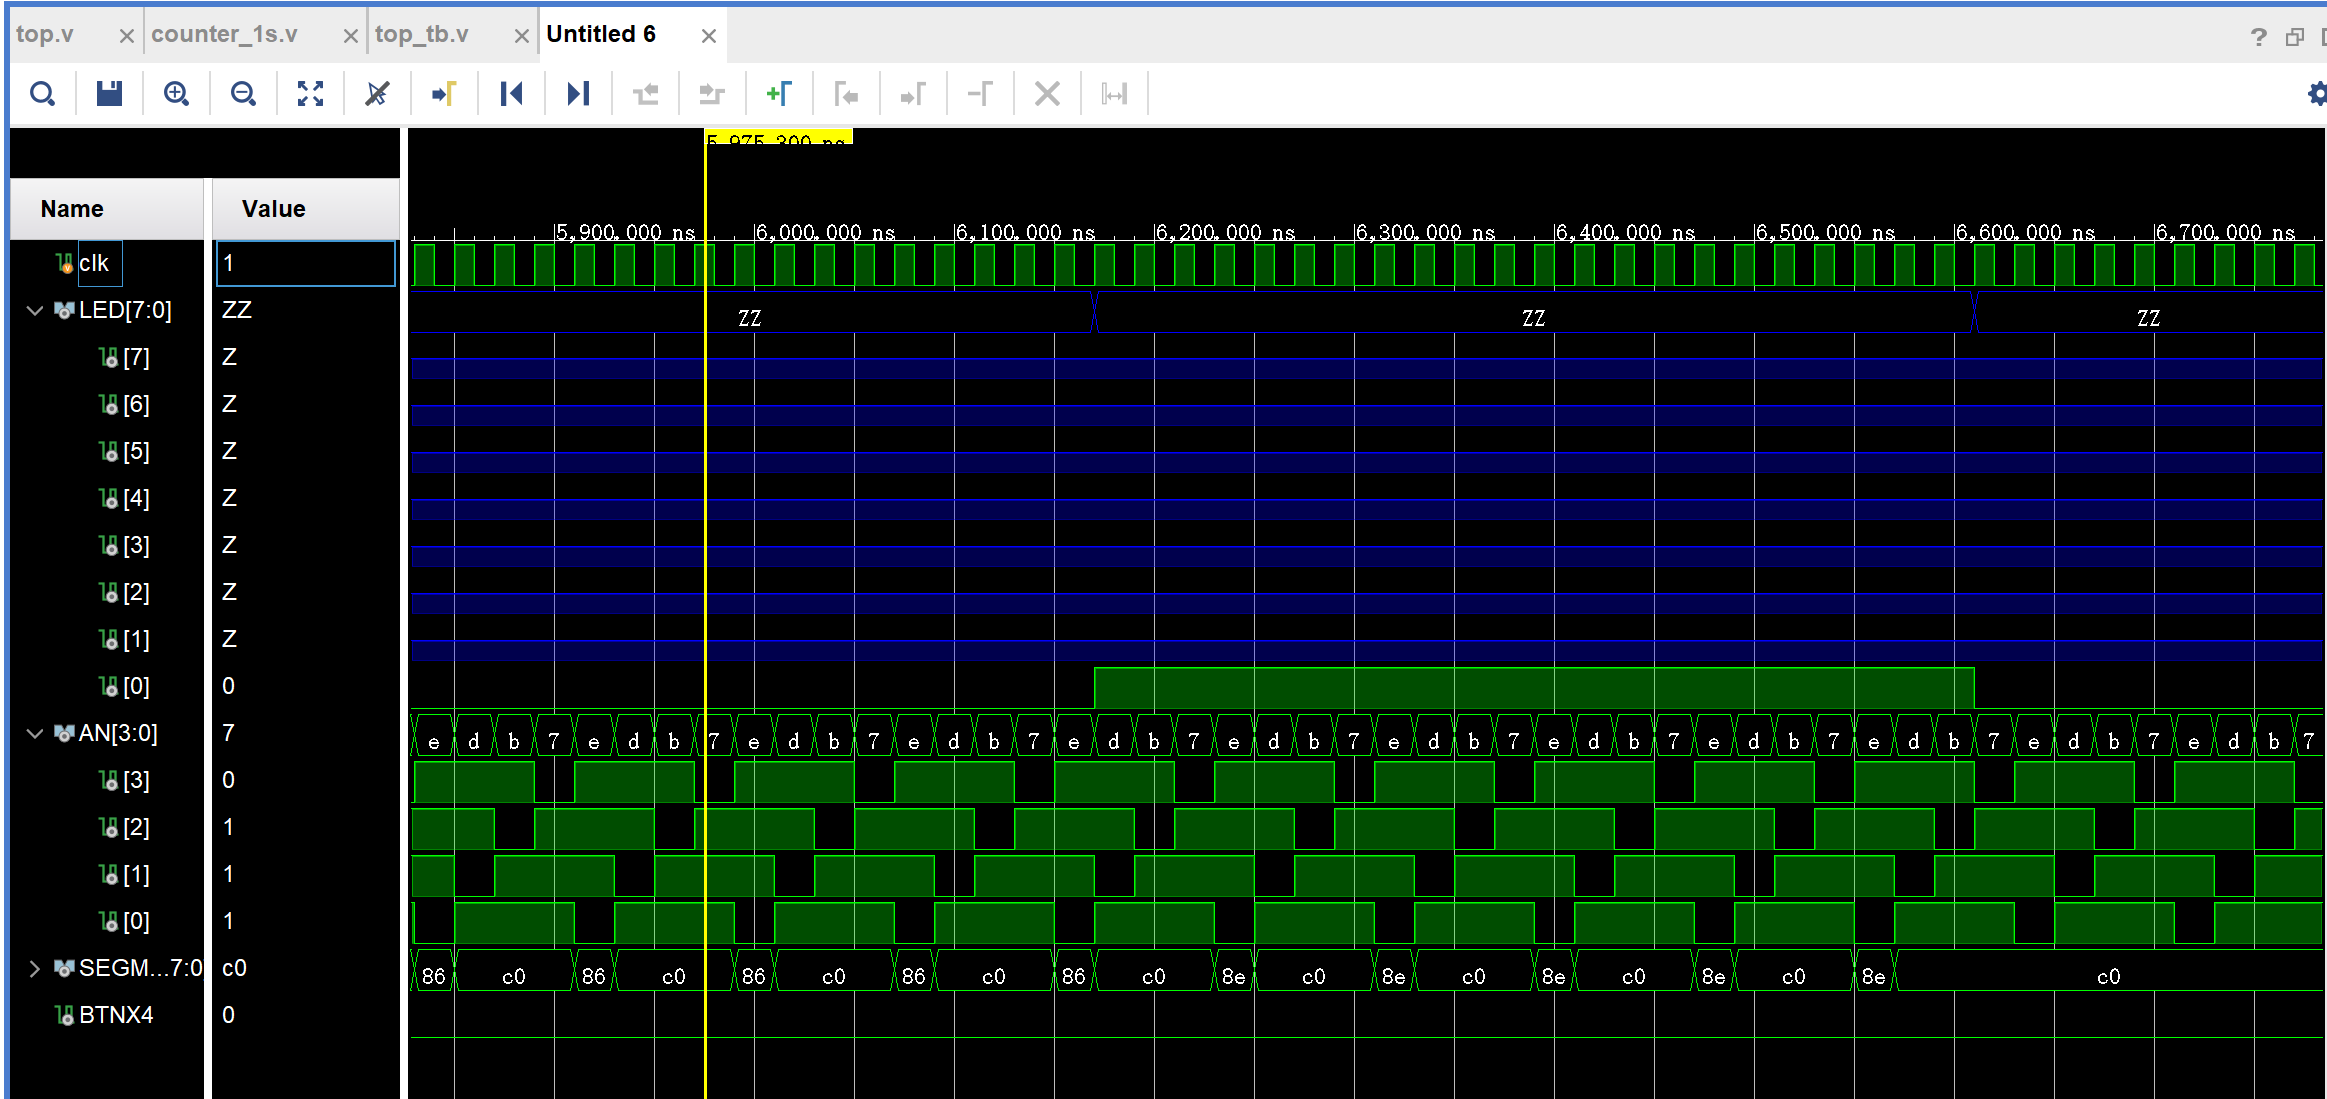 top.v counter_1s.v top_tb.v Untitled 6
5,975.300 ns
Name Value
5,900.000 ns 6,000.000 ns 6,100.000 ns 6,200.000 ns 6,300.000 ns 6,400.000 ns 6,500.000 ns 6,600.000 ns 6,700.000 ns
clk 1
LED[7:0] ZZ ZZ ZZ ZZ
[7] Z
[6] Z
[5] Z
[4] Z
[3] Z
[2] Z
[1] Z
[0] 0
AN[3:0] 7 e d b 7 e d b 7 e d b 7 e d b 7 e d b 7 e d b 7 e d b 7 e d b 7 e d b 7 e d b 7 e d b 7 e d b 7
[3] 0
[2] 1
[1] 1
[0] 1
SEGM...7:0 c0 86 c0 86 c0 86 c0 86 c0 86 c0 8e c0 8e c0 8e c0 8e c0 8e c0
BTNX4 0